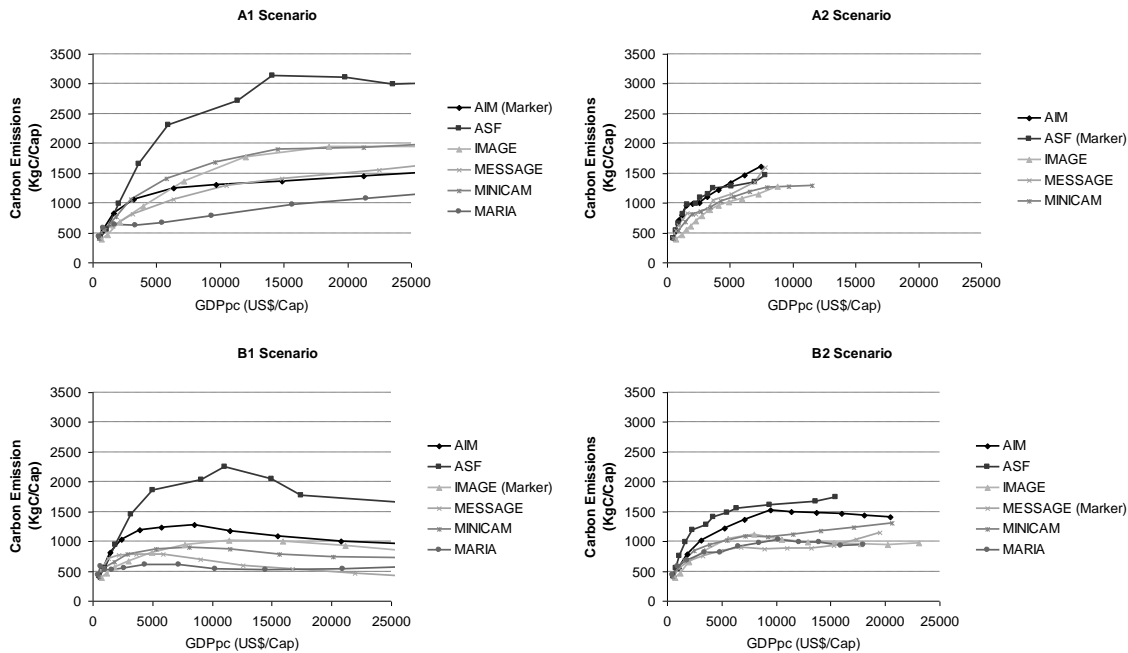 A1 Scenario
Carbon Emissions
(KgC/Cap)
3500
3000
2500
2000
1500
1000
500
0
0 5000 10000 15000 20000 25000
GDPpc (US$/Cap)
AIM (Marker)
ASF
IMAGE
MESSAGE
MINICAM
MARIA
A2 Scenario
Carbon Emissions
(KgC/Cap)
3500
3000
2500
2000
1500
1000
500
0
0 5000 10000 15000 20000 25000
GDPpc (US$/Cap)
AIM
ASF (Marker)
IMAGE
MESSAGE
MINICAM
B1 Scenario
Carbon Emission
(KgC/Cap)
3500
3000
2500
2000
1500
1000
500
0
0 5000 10000 15000 20000 25000
GDPpc (US$/Cap)
AIM
ASF
IMAGE (Marker)
MESSAGE
MINICAM
MARIA
B2 Scenario
Carbon Emissions
(KgC/Cap)
3500
3000
2500
2000
1500
1000
500
0
0 5000 10000 15000 20000 25000
GDPpc (US$/Cap)
AIM
ASF
IMAGE
MESSAGE (Marker)
MINICAM
MARIA